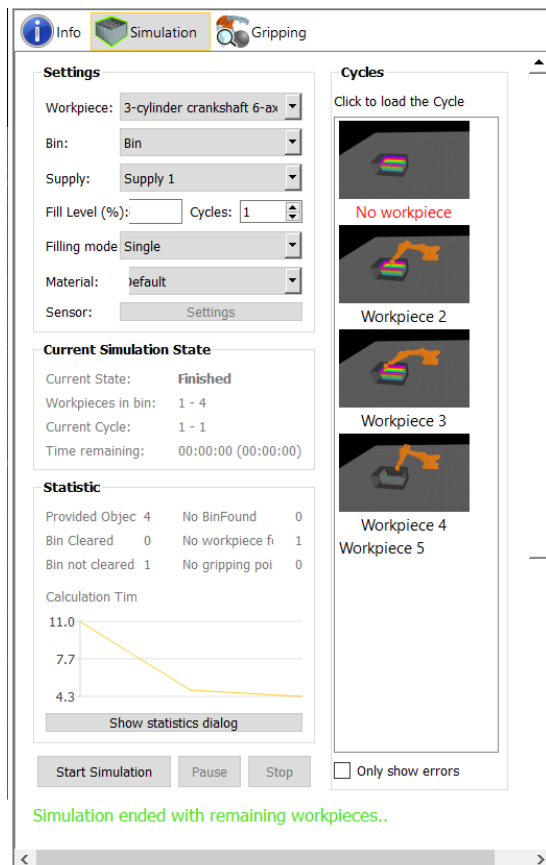 Info Simulation Gripping
Settings
Workpiece: 3-cylinder crankshaft 6-ax
Bin: Bin
Supply: Supply 1
Fill Level (%): Cycles: 1
Filling mode Single
Material: Default
Sensor: Settings
Current Simulation State
Current State: Finished
Workpieces in bin: 1 - 4
Current Cycle: 1 - 1
Time remaining: 00:00:00 (00:00:00)
Statistic
Provided Objec 4 No BinFound 0
Bin Cleared 0 No workpiece fo 1
Bin not cleared 1 No gripping poi 0
Calculation Tim
11.0
7.7
4.3
Show statistics dialog
Start Simulation Pause Stop
Simulation ended with remaining workpieces..
Cycles
Click to load the Cycle
No workpiece
Workpiece 2
Workpiece 3
Workpiece 4
Workpiece 5
Only show errors